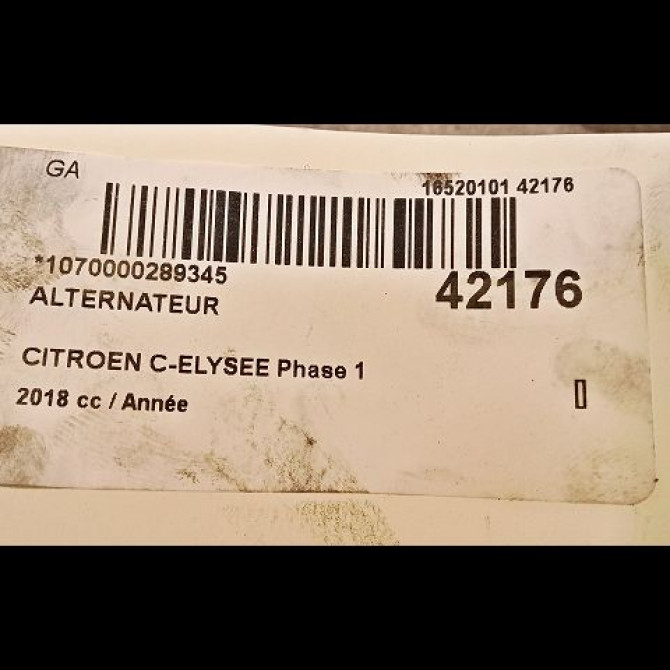 GA
16520101 42176
*1070000289345
42176
ALTERNATEUR
CITROEN C-ELYSEE Phase 1
2018 cc / Année